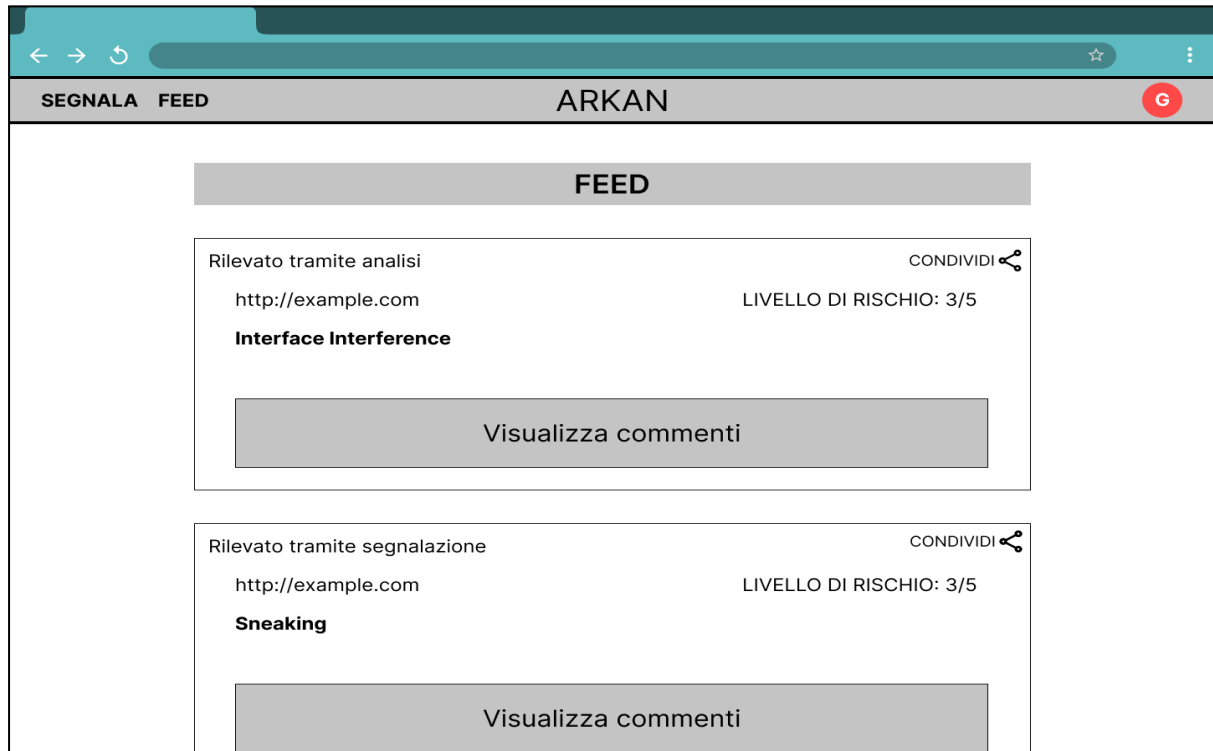 SEGNALA FEED ARKAN G
FEED
Rilevato tramite analisi CONDIVIDI
http://example.com LIVELLO DI RISCHIO: 3/5
Interface Interference
Visualizza commenti
Rilevato tramite segnalazione CONDIVIDI
http://example.com LIVELLO DI RISCHIO: 3/5
Sneaking
Visualizza commenti